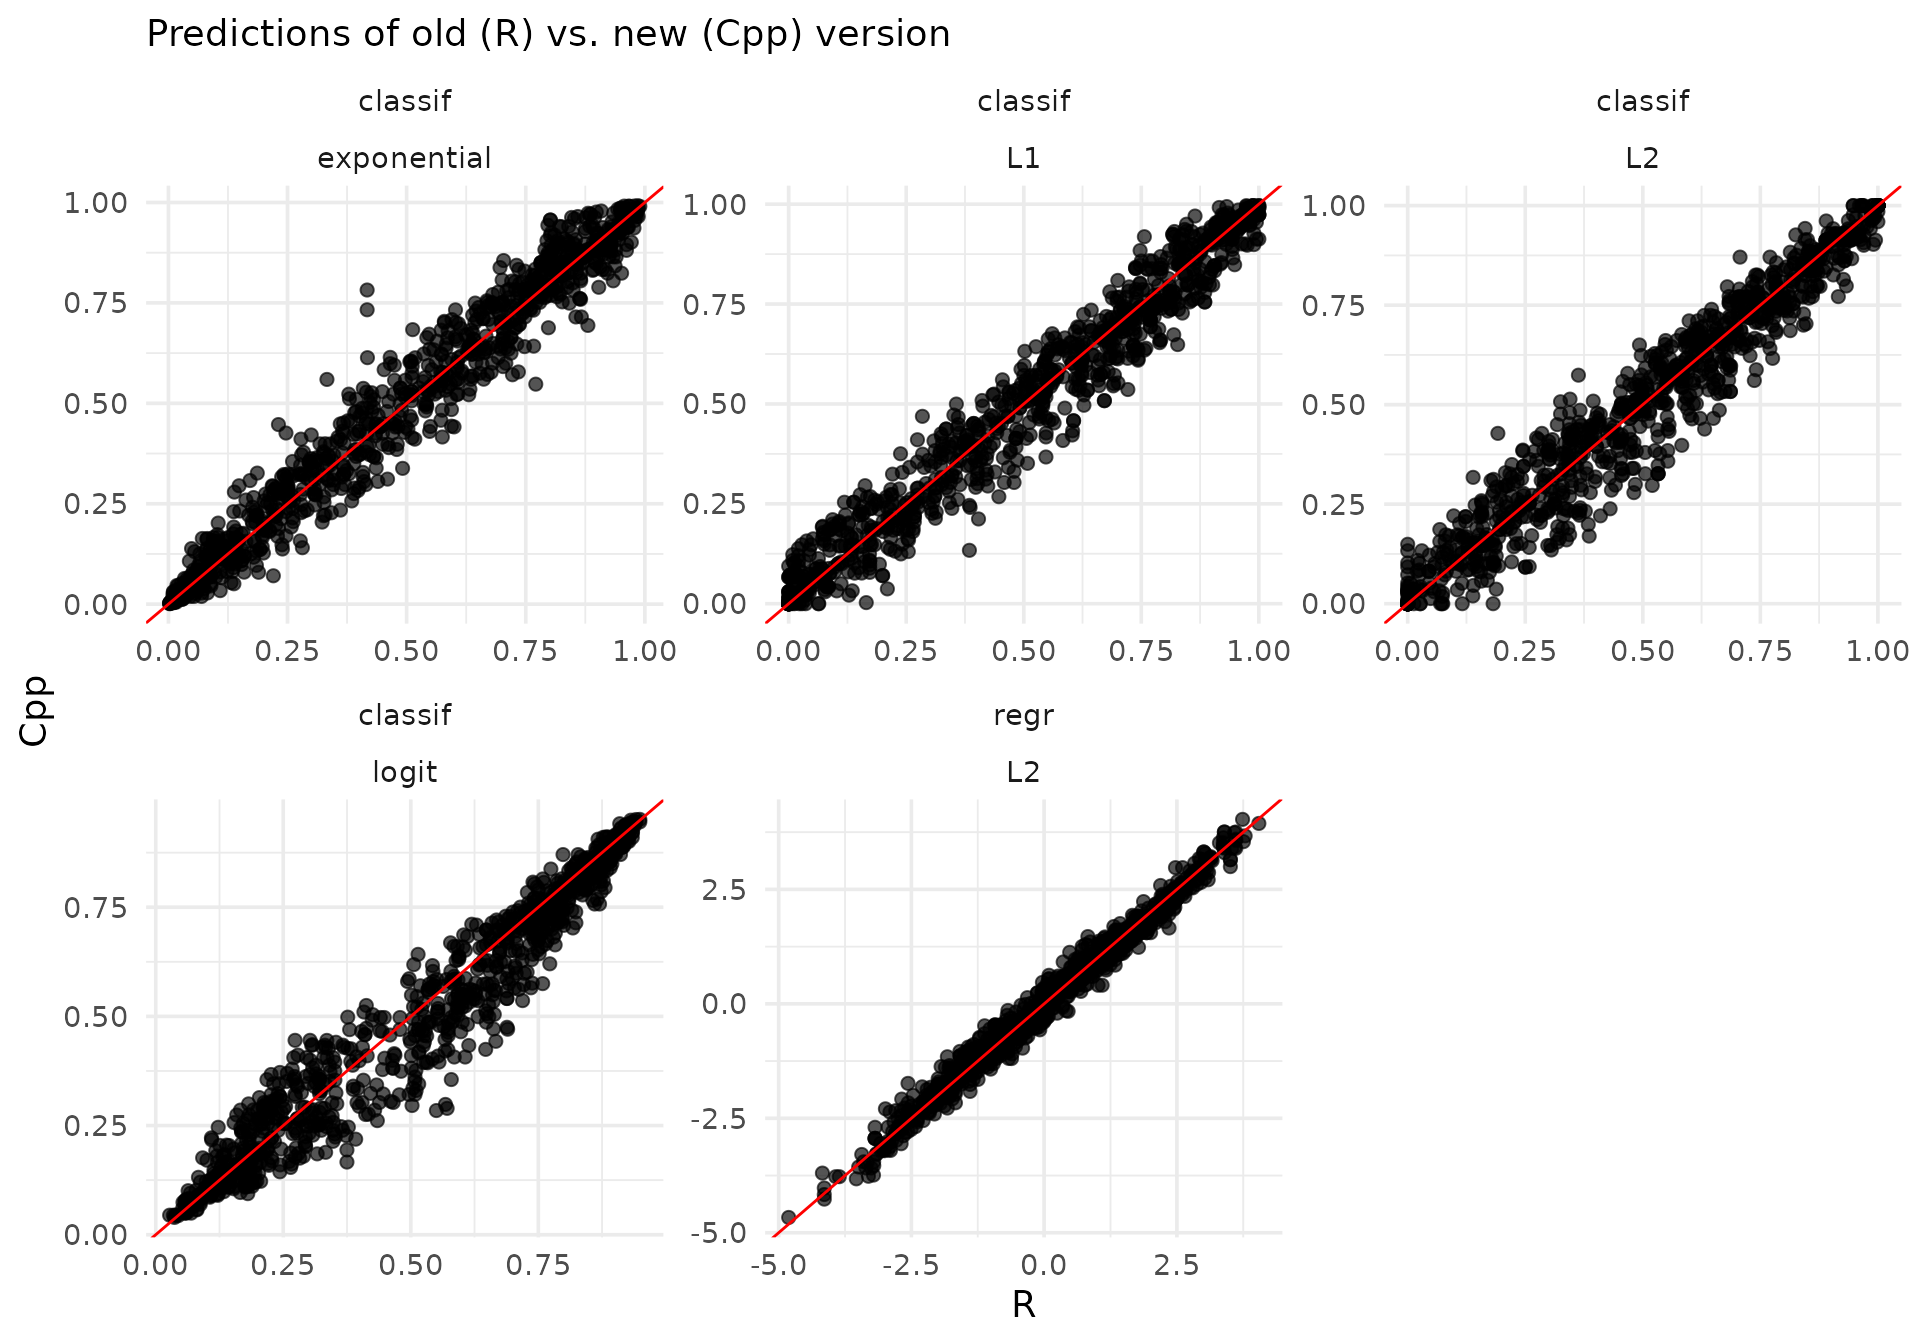 Predictions of old (R) vs. new (Cpp) version
classif classif classif
exponential L1 L2
1.00 1.00 1.00
0.75 0.75 0.75
0.50 0.50 0.50
0.25 0.25 0.25
0.00 0.00 0.00
0.00 0.25 0.50 0.75 1.00 0.00 0.25 0.50 0.75 1.00 0.00 0.25 0.50 0.75 1.00
Cpp
classif regr
logit L2
0.75 2.5
0.50 0.0
0.25 -2.5
0.00 -5.0
0.00 0.25 0.50 0.75 -5.0 -2.5 0.0 2.5
R